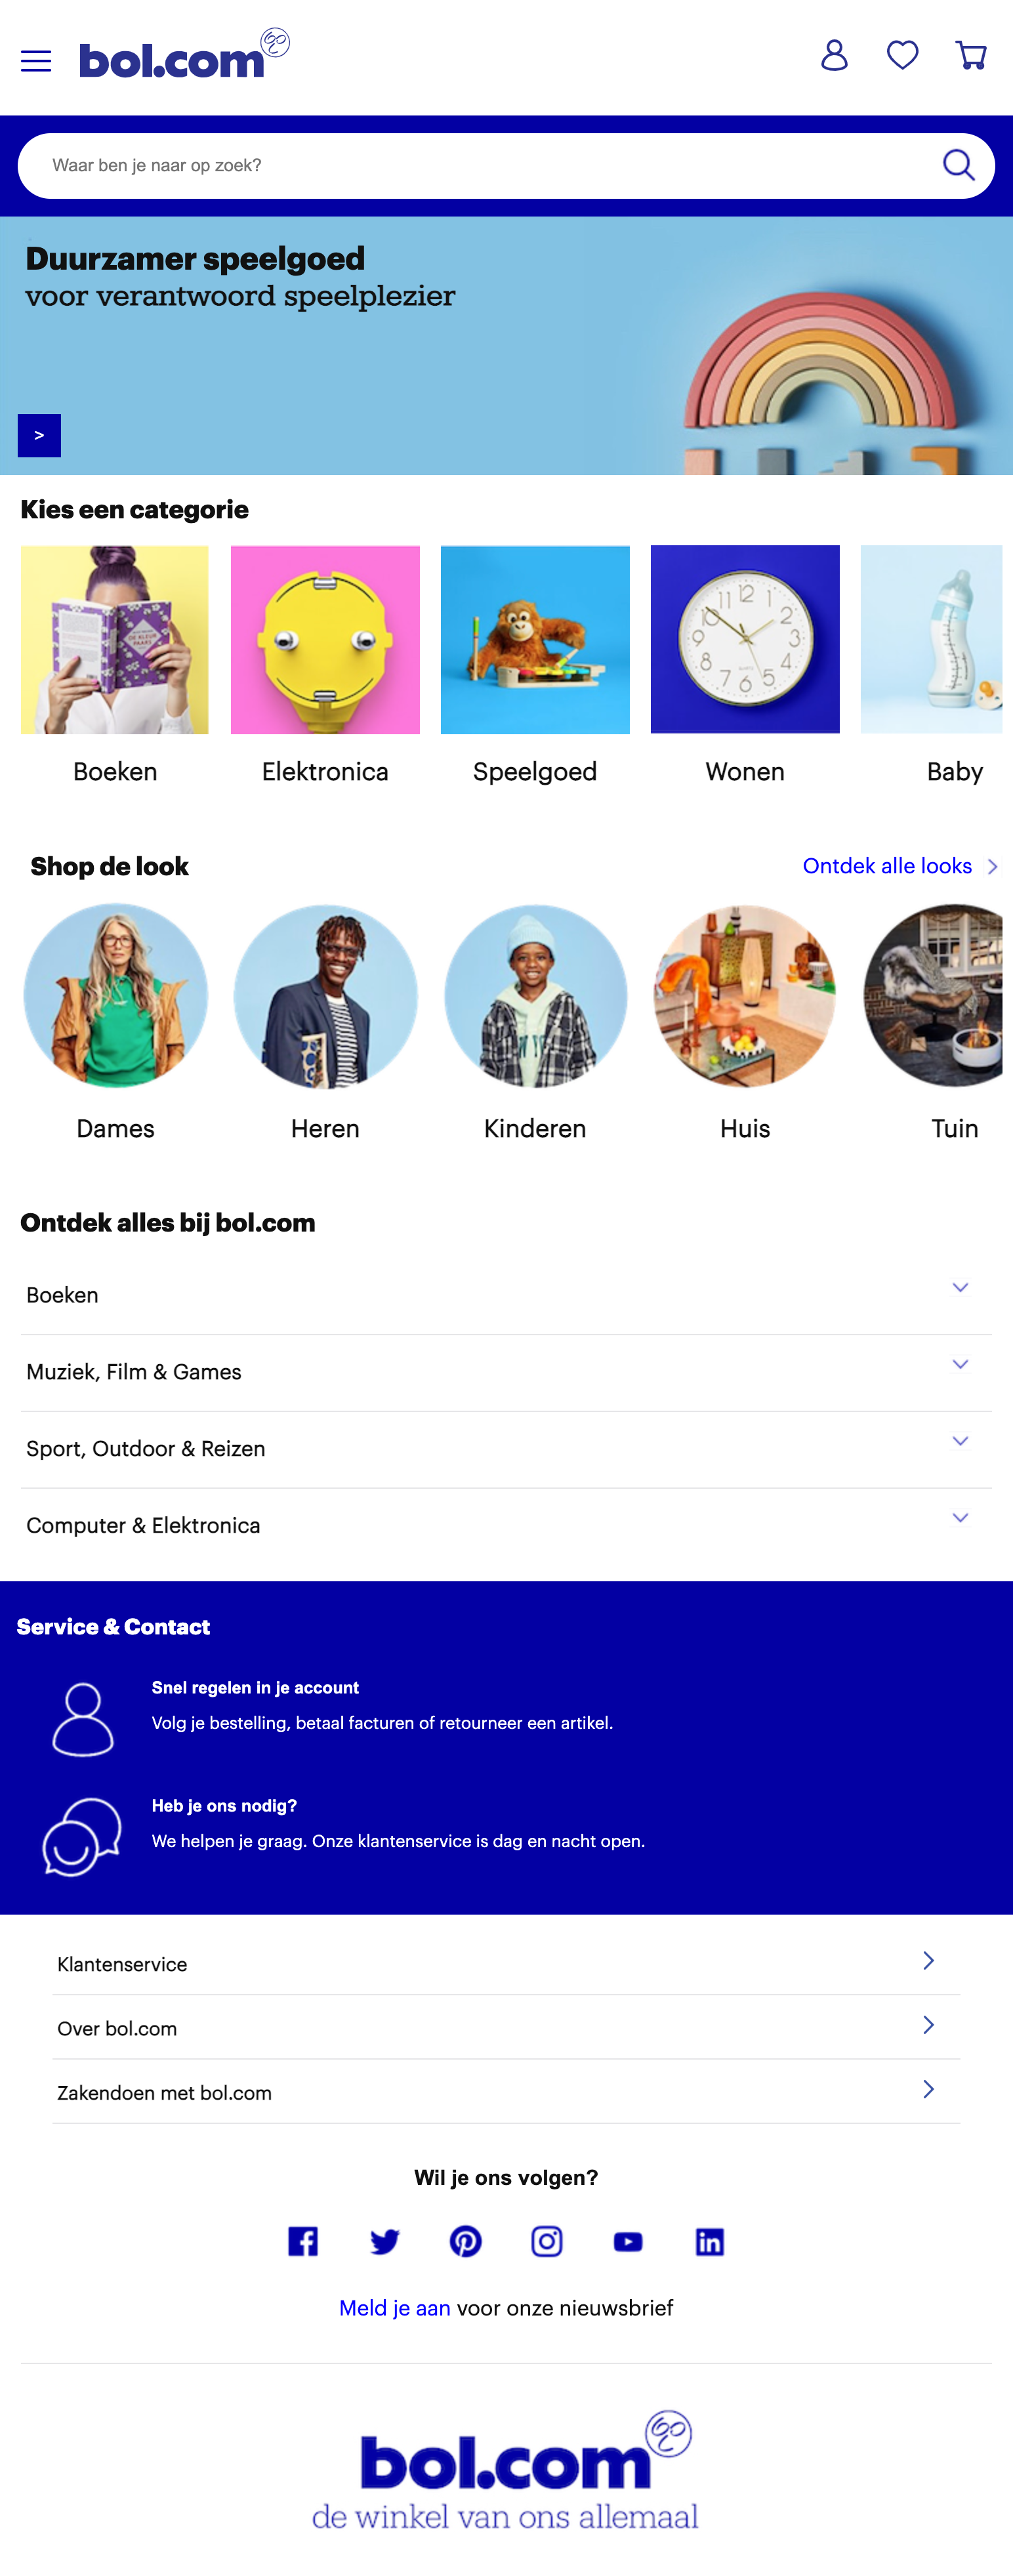 bol.com
Waar ben je naar op zoek?
Duurzamer speelgoed
voor verantwoord speelplezier
>
Kies een categorie
Boeken
Elektronica
Speelgoed
Wonen
Baby
Shop de look
Ontdek alle looks
Dames
Heren
Kinderen
Huis
Tuin
Ontdek alles bij bol.com
Boeken
Muziek, Film & Games
Sport, Outdoor & Reizen
Computer & Elektronica
Service & Contact
Snel regelen in je account
Volg je bestelling, betaal facturen of retourneer een artikel.
Heb je ons nodig?
We helpen je graag. Onze klantenservice is dag en nacht open.
Klantenservice
Over bol.com
Zakendoen met bol.com
Wil je ons volgen?
Meld je aan voor onze nieuwsbrief
bol.com
de winkel van ons allemaal